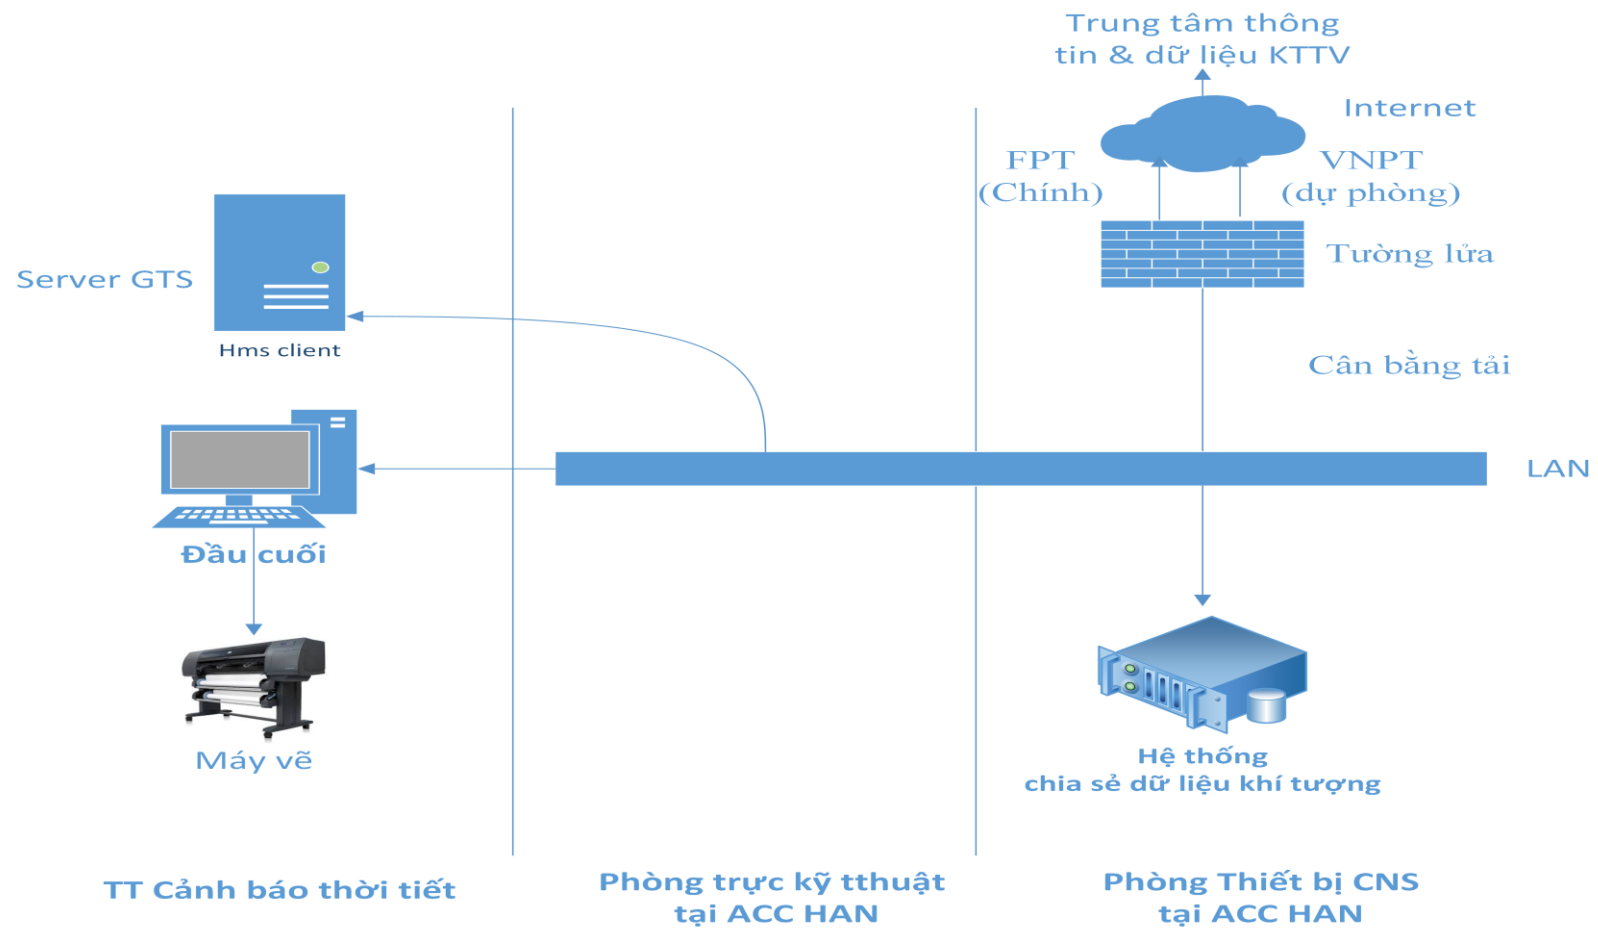 Trung tâm thông
tin & dữ liệu KTTV
Internet
FPT
(Chính)
VNPT
(dự phòng)
Tường lửa
Server GTS
Hms client
Cân bằng tải
LAN
Đầu cuối
Máy vẽ
Hệ thống
chia sẻ dữ liệu khí tượng
TT Cảnh báo thời tiết
Phòng trực kỹ tthuật
tại ACC HAN
Phòng Thiết bị CNS
tại ACC HAN